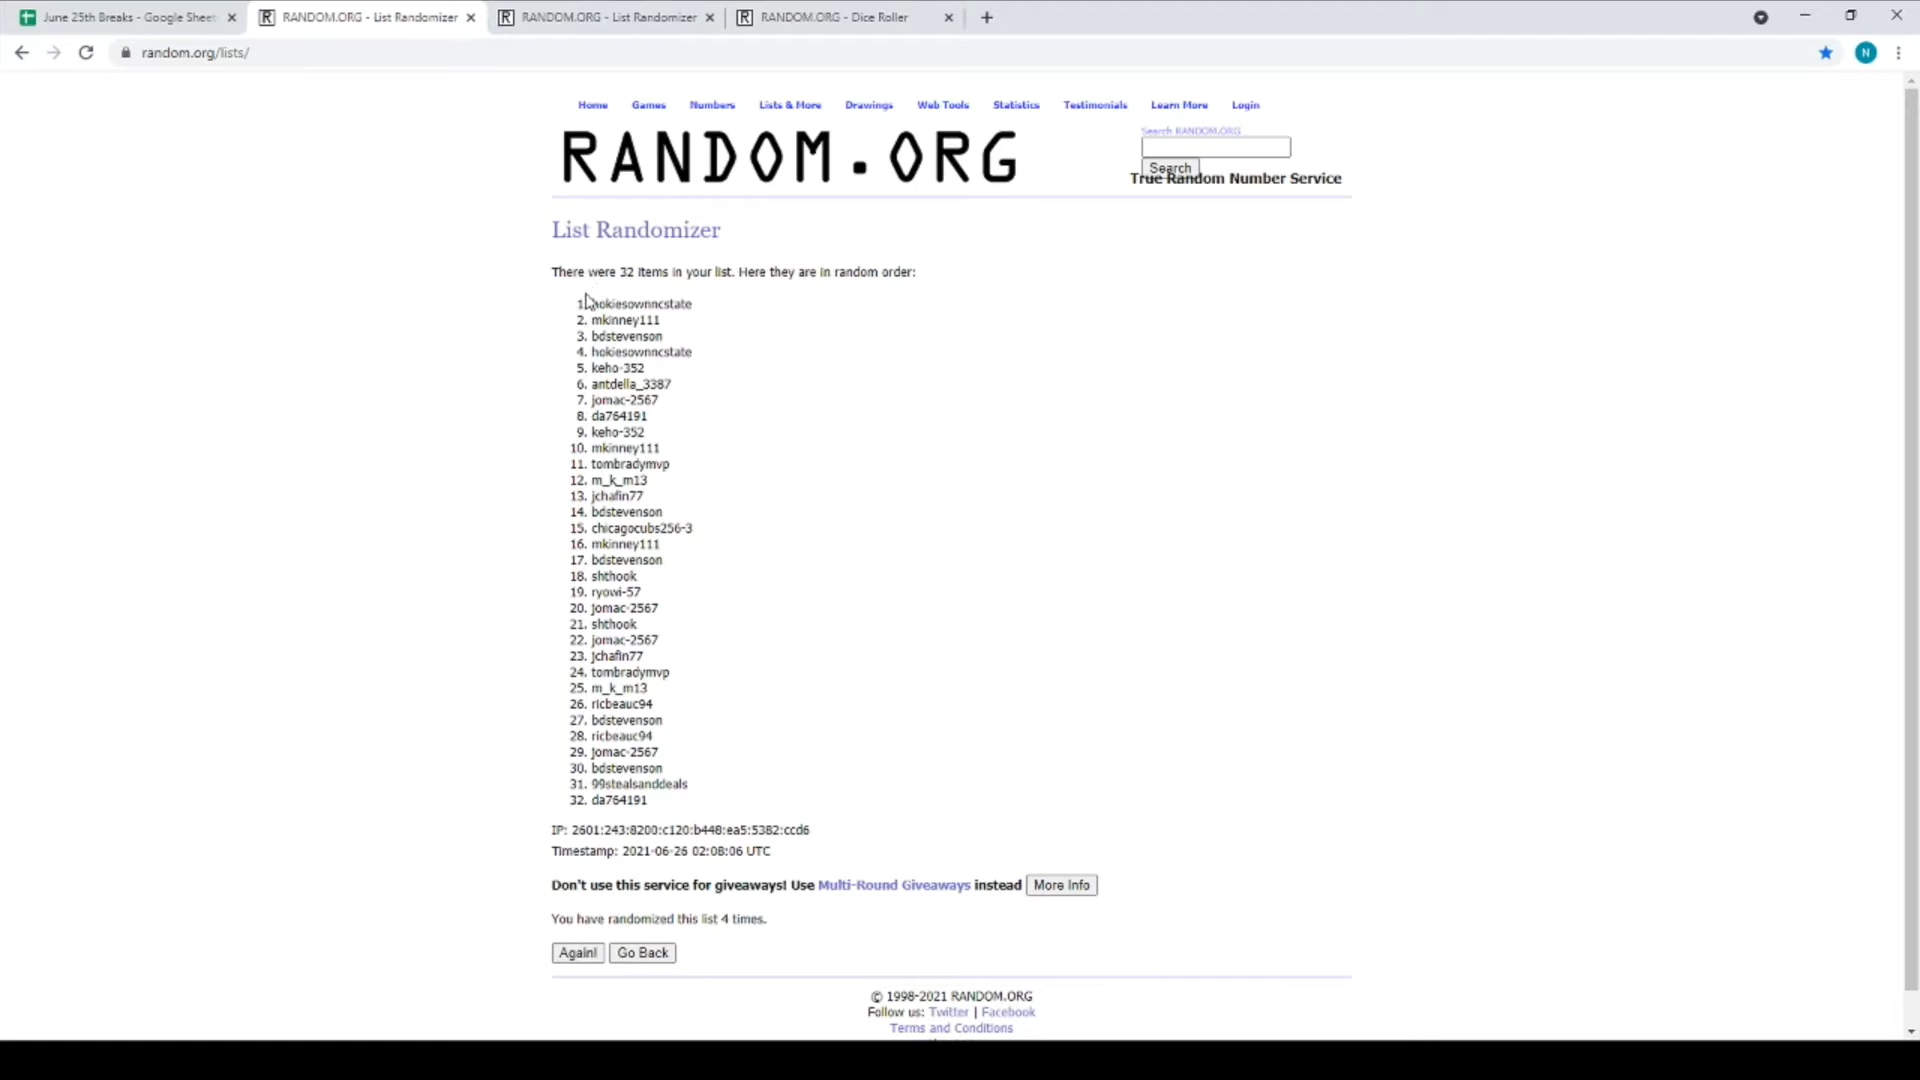 June 25th Breaks - Google Sheet
RANDOM.ORG - List Randomizer
RANDOM.ORG - List Randomizer
RANDOM.ORG - Dice Roller
random.org/lists/
N
Home Games Numbers Lists & More Drawings Web Tools Statistics Testimonials Learn More Login
RANDOM.ORG
Search RANDOM.ORG
Search
True Random Number Service
List Randomizer
There were 32 items in your list. Here they are in random order:
1. hokiesownncstate
2. mkinney111
3. bdstevenson
4. hokiesownncstate
5. keho-352
6. antdella_3387
7. jomac-2567
8. da764191
9. keho-352
10. mkinney111
11. tombradymvp
12. m_k_m13
13. jchafin77
14. bdstevenson
15. chicagocubs256-3
16. mkinney111
17. bdstevenson
18. shthook
19. ryowi-57
20. jomac-2567
21. shthook
22. jomac-2567
23. jchafin77
24. tombradymvp
25. m_k_m13
26. ricbeauc94
27. bdstevenson
28. ricbeauc94
29. jomac-2567
30. bdstevenson
31. 99stealsanddeals
32. da764191
IP: 2601:243:8200:c120:b448:ea5:5382:ccd6
Timestamp: 2021-06-26 02:08:06 UTC
Don't use this service for giveaways! Use Multi-Round Giveaways instead More Info
You have randomized this list 4 times.
Again! Go Back
© 1998-2021 RANDOM.ORG
Follow us: Twitter | Facebook
Terms and Conditions